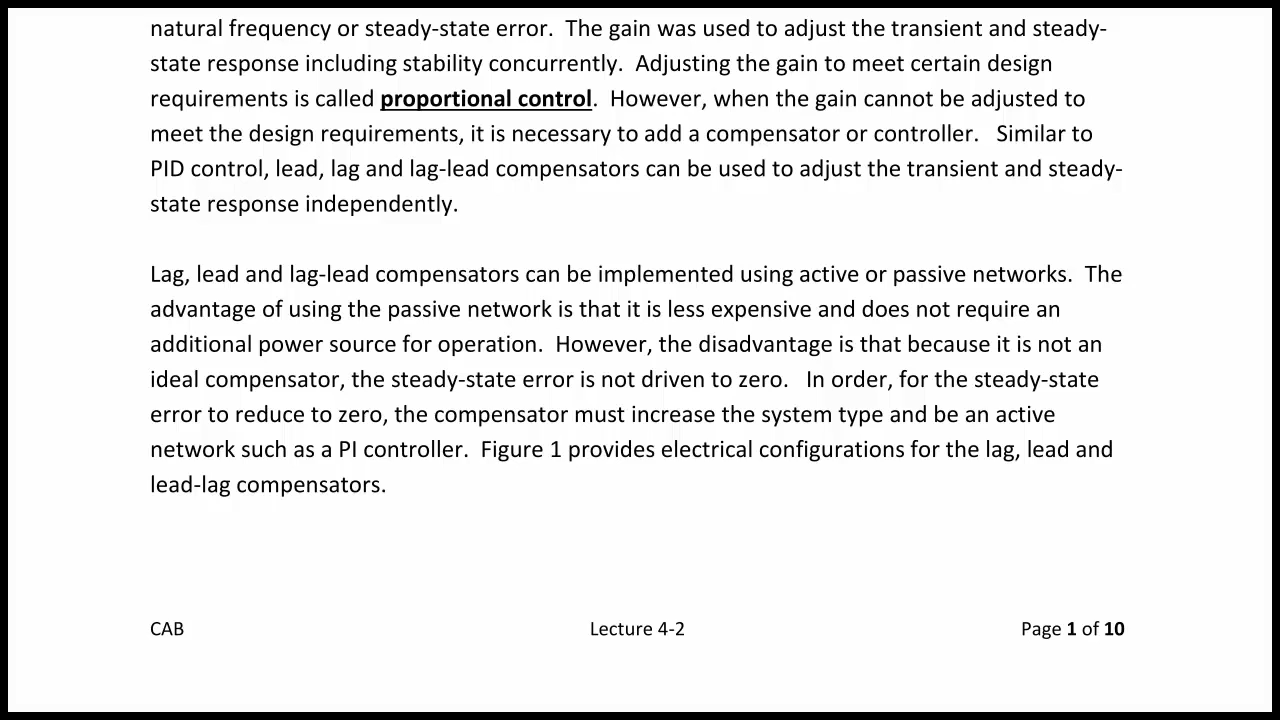 natural frequency or steady-state error.  The gain was used to adjust the transient and steady-
state response including stability concurrently.  Adjusting the gain to meet certain design
requirements is called proportional control.  However, when the gain cannot be adjusted to
meet the design requirements, it is necessary to add a compensator or controller.   Similar to
PID control, lead, lag and lag-lead compensators can be used to adjust the transient and steady-
state response independently.
Lag, lead and lag-lead compensators can be implemented using active or passive networks.  The
advantage of using the passive network is that it is less expensive and does not require an
additional power source for operation.  However, the disadvantage is that because it is not an
ideal compensator, the steady-state error is not driven to zero.   In order, for the steady-state
error to reduce to zero, the compensator must increase the system type and be an active
network such as a PI controller.  Figure 1 provides electrical configurations for the lag, lead and
lead-lag compensators.
CAB Lecture 4-2 Page 1 of 10